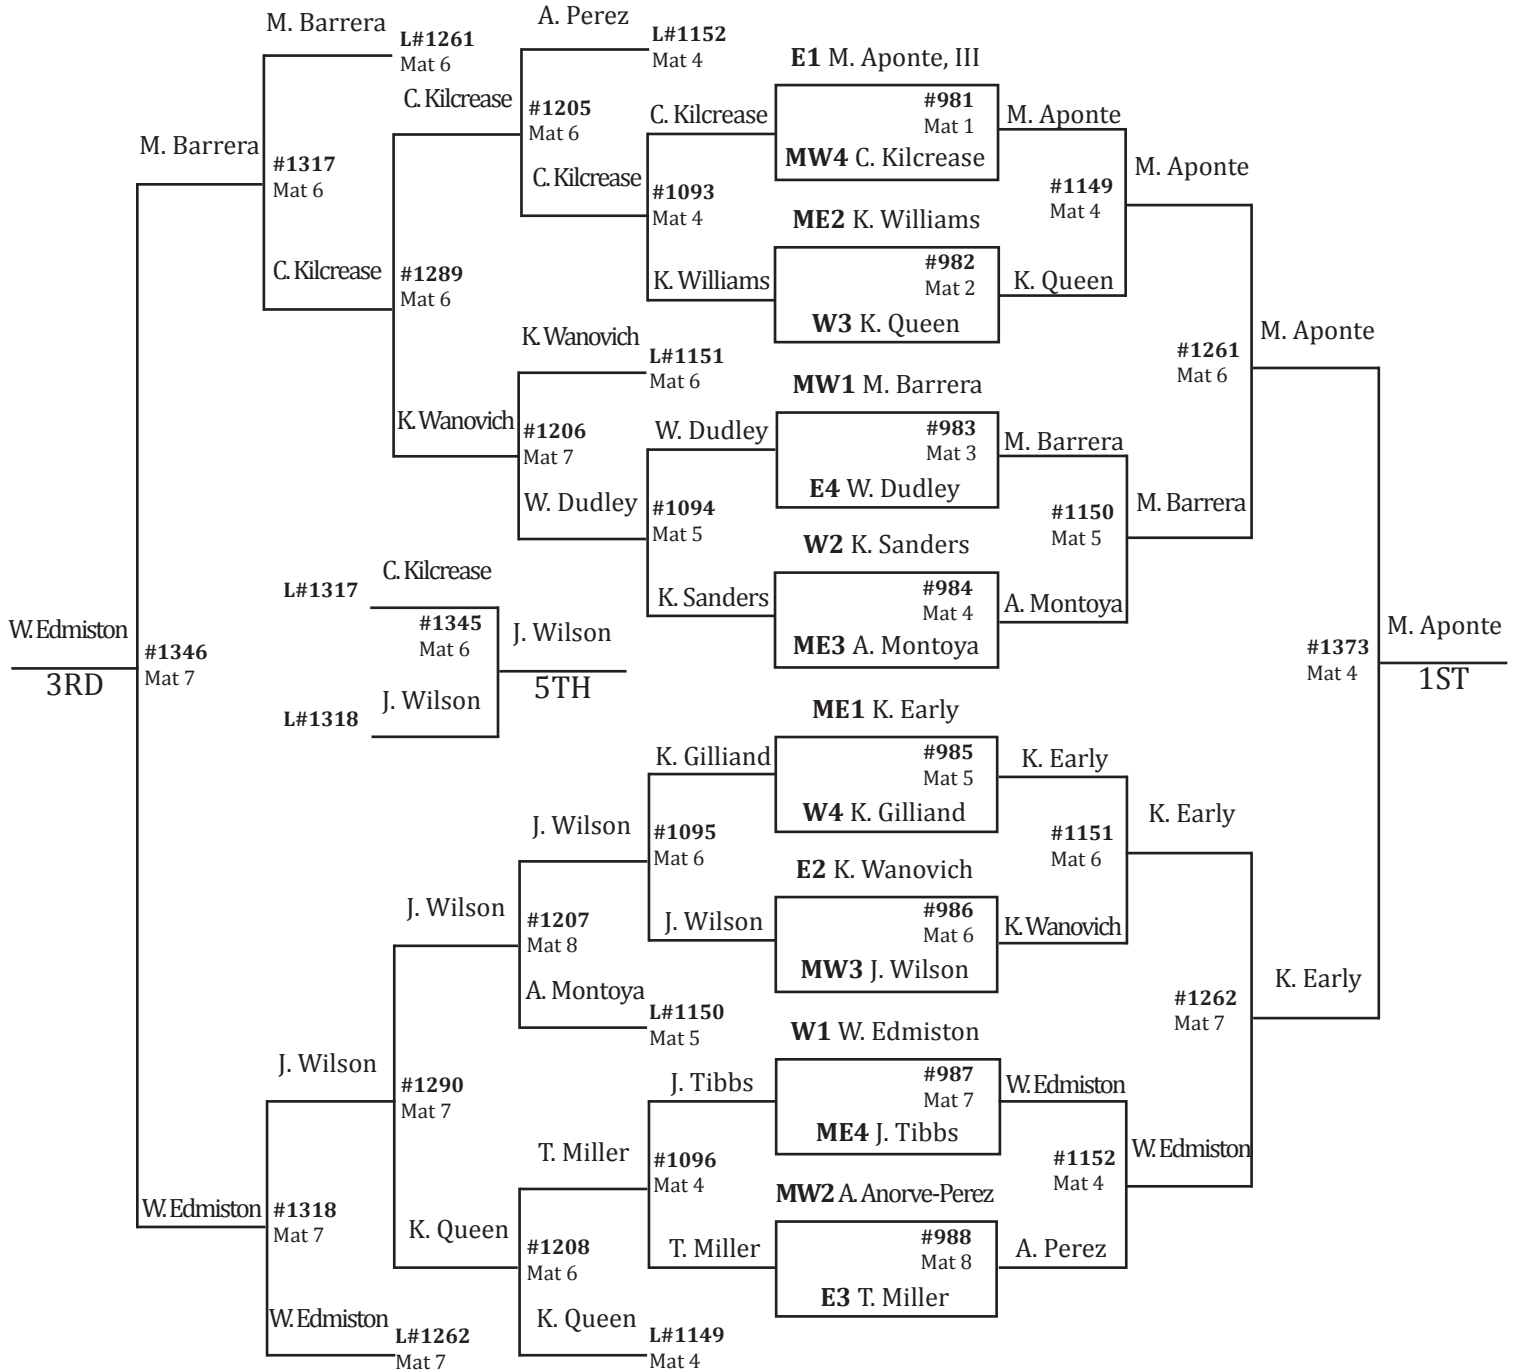 M. Barrera
A. Perez
L#1261
Mat 6
L#1152
Mat 4
E1 M. Aponte, III
C. Kilcrease
#1205
Mat 6
C. Kilcrease
#981
Mat 1
M. Aponte
M. Barrera
#1317
Mat 6
C. Kilcrease
#1093
Mat 4
MW4 C. Kilcrease
#1149
Mat 4
M. Aponte
ME2 K. Williams
C. Kilcrease
#1289
Mat 6
K. Williams
#982
Mat 2
K. Queen
W3 K. Queen
K. Wanovich
L#1151
Mat 6
#1261
Mat 6
M. Aponte
MW1 M. Barrera
K. Wanovich
#1206
Mat 7
W. Dudley
#983
Mat 3
M. Barrera
W. Dudley
#1094
Mat 5
E4 W. Dudley
#1150
Mat 5
M. Barrera
W2 K. Sanders
C. Kilcrease
L#1317
K. Sanders
#984
Mat 4
A. Montoya
W. Edmiston
3RD
#1346
Mat 7
#1345
Mat 6
J. Wilson
5TH
ME3 A. Montoya
#1373
Mat 4
M. Aponte
1ST
J. Wilson
L#1318
ME1 K. Early
K. Gilliand
#985
Mat 5
K. Early
J. Wilson
#1095
Mat 6
W4 K. Gilliand
#1151
Mat 6
K. Early
E2 K. Wanovich
J. Wilson
#1207
Mat 8
J. Wilson
#986
Mat 6
K. Wanovich
MW3 J. Wilson
A. Montoya
L#1150
Mat 5
#1262
Mat 7
K. Early
W1 W. Edmiston
J. Wilson
#1290
Mat 7
J. Tibbs
#987
Mat 7
W. Edmiston
T. Miller
#1096
Mat 4
ME4 J. Tibbs
#1152
Mat 4
W. Edmiston
MW2 A. Anorve-Perez
W. Edmiston
#1318
Mat 7
K. Queen
#1208
Mat 6
T. Miller
#988
Mat 8
A. Perez
E3 T. Miller
W. Edmiston
L#1262
Mat 7
K. Queen
L#1149
Mat 4